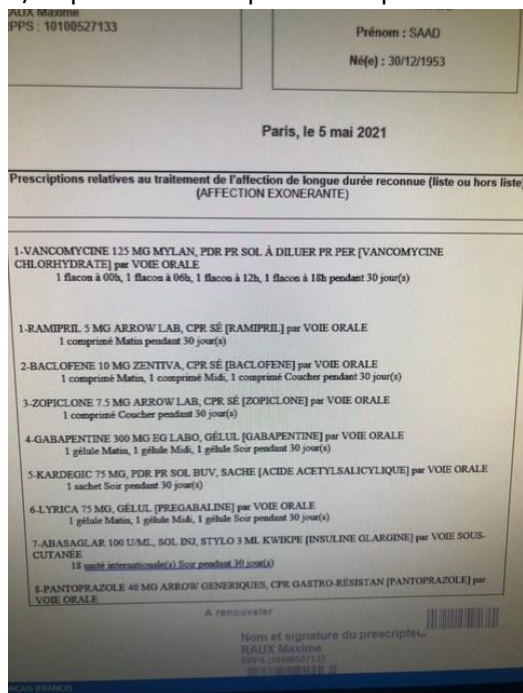 RAUX Maxime
RPPS : 10100527133
Prénom : SAAD
Né(e) : 30/12/1953
Paris, le 5 mai 2021
Prescriptions relatives au traitement de l'affection de longue durée reconnue (liste ou hors liste)
(AFFECTION EXONERANTE)
1-VANCOMYCINE 125 MG MYLAN, PDR PR SOL À DILUER PR PER [VANCOMYCINE
CHLORHYDRATE] par VOIE ORALE
1 flacon à 00h, 1 flacon à 06h, 1 flacon à 12h, 1 flacon à 18h pendant 30 jour(s)
1-RAMIPRIL 5 MG ARROW LAB, CPR SÉ [RAMIPRIL] par VOIE ORALE
1 comprimé Matin pendant 30 jour(s)
2-BACLOFENE 10 MG ZENTIVA, CPR SÉ [BACLOFENE] par VOIE ORALE
1 comprimé Matin, 1 comprimé Midi, 1 comprimé Coucher pendant 30 jour(s)
3-ZOPICLONE 7.5 MG ARROW LAB, CPR SÉ [ZOPICLONE] par VOIE ORALE
1 comprimé Coucher pendant 30 jour(s)
4-GABAPENTINE 300 MG EG LABO, GÉLUL [GABAPENTINE] par VOIE ORALE
1 gélule Matin, 1 gélule Midi, 1 gélule Soir pendant 30 jour(s)
5-KARDEGIC 75 MG, PDR PR SOL BUV, SACHE [ACIDE ACETYLSALICYLIQUE] par VOIE ORALE
1 sachet Soir pendant 30 jour(s)
6-LYRICA 75 MG, GÉLUL [PREGABALINE] par VOIE ORALE
1 gélule Matin, 1 gélule Midi, 1 gélule Soir pendant 30 jour(s)
7-ABASAGLAR 100 U/ML, SOL INJ, STYLO 3 ML KWIKPE [INSULINE GLARGINE] par VOIE SOUS-
CUTANÉE
18 unité internationale(s) Soir pendant 30 jour(s)
8-PANTOPRAZOLE 40 MG ARROW GENERIQUES, CPR GASTRO-RÉSISTAN [PANTOPRAZOLE] par
VOIE ORALE
A renouveler
Nom et signature du prescripteu
RAUX Maxime
RPPS :10100527133
(FRANCE)